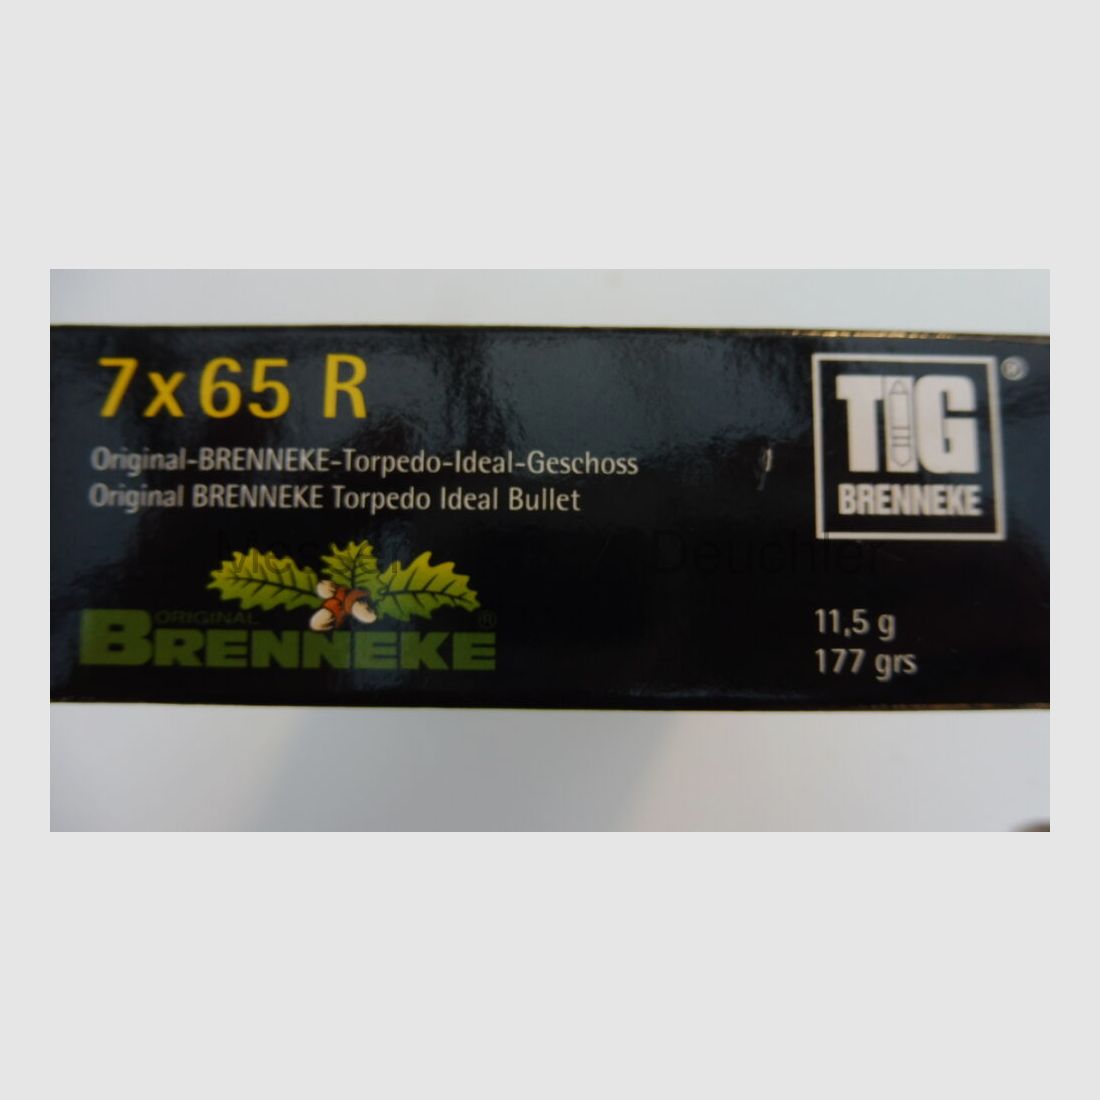 7x65 R
Original-BRENNEKE-Torpedo-Ideal-Geschoss
Original BRENNEKE Torpedo Ideal Bullet
TIG ®
BRENNEKE
Deuchler
ORIGINAL ®
BRENNEKE
11,5 g
177 grs